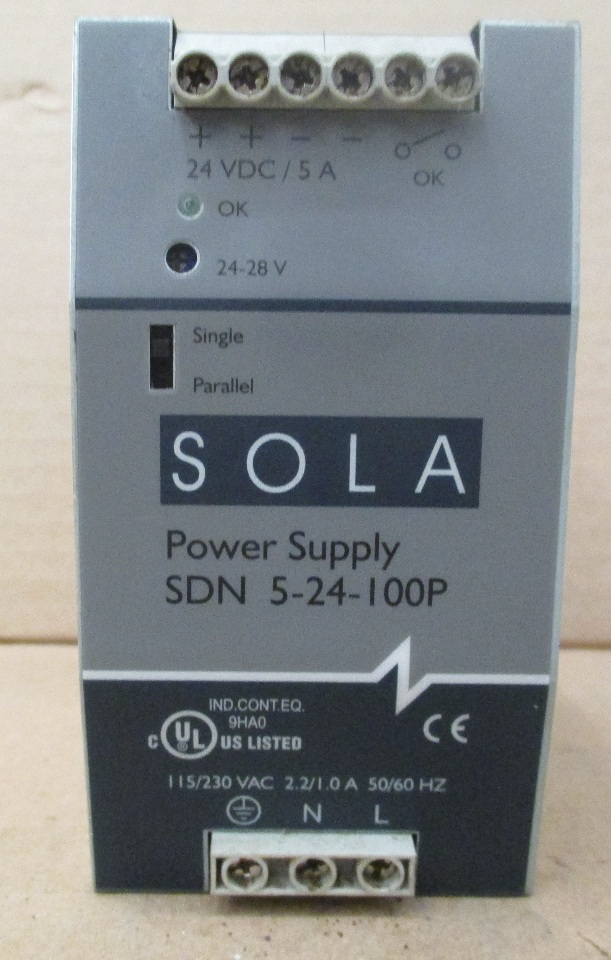 + + − −
24 VDC / 5 A
OK
OK
24-28 V
Single
Parallel
SOLA
Power Supply
SDN 5-24-100P
IND.CONT.EQ.
9HA0
C UL US LISTED
®
CE
115/230 VAC 2.2/1.0 A 50/60 HZ
N L